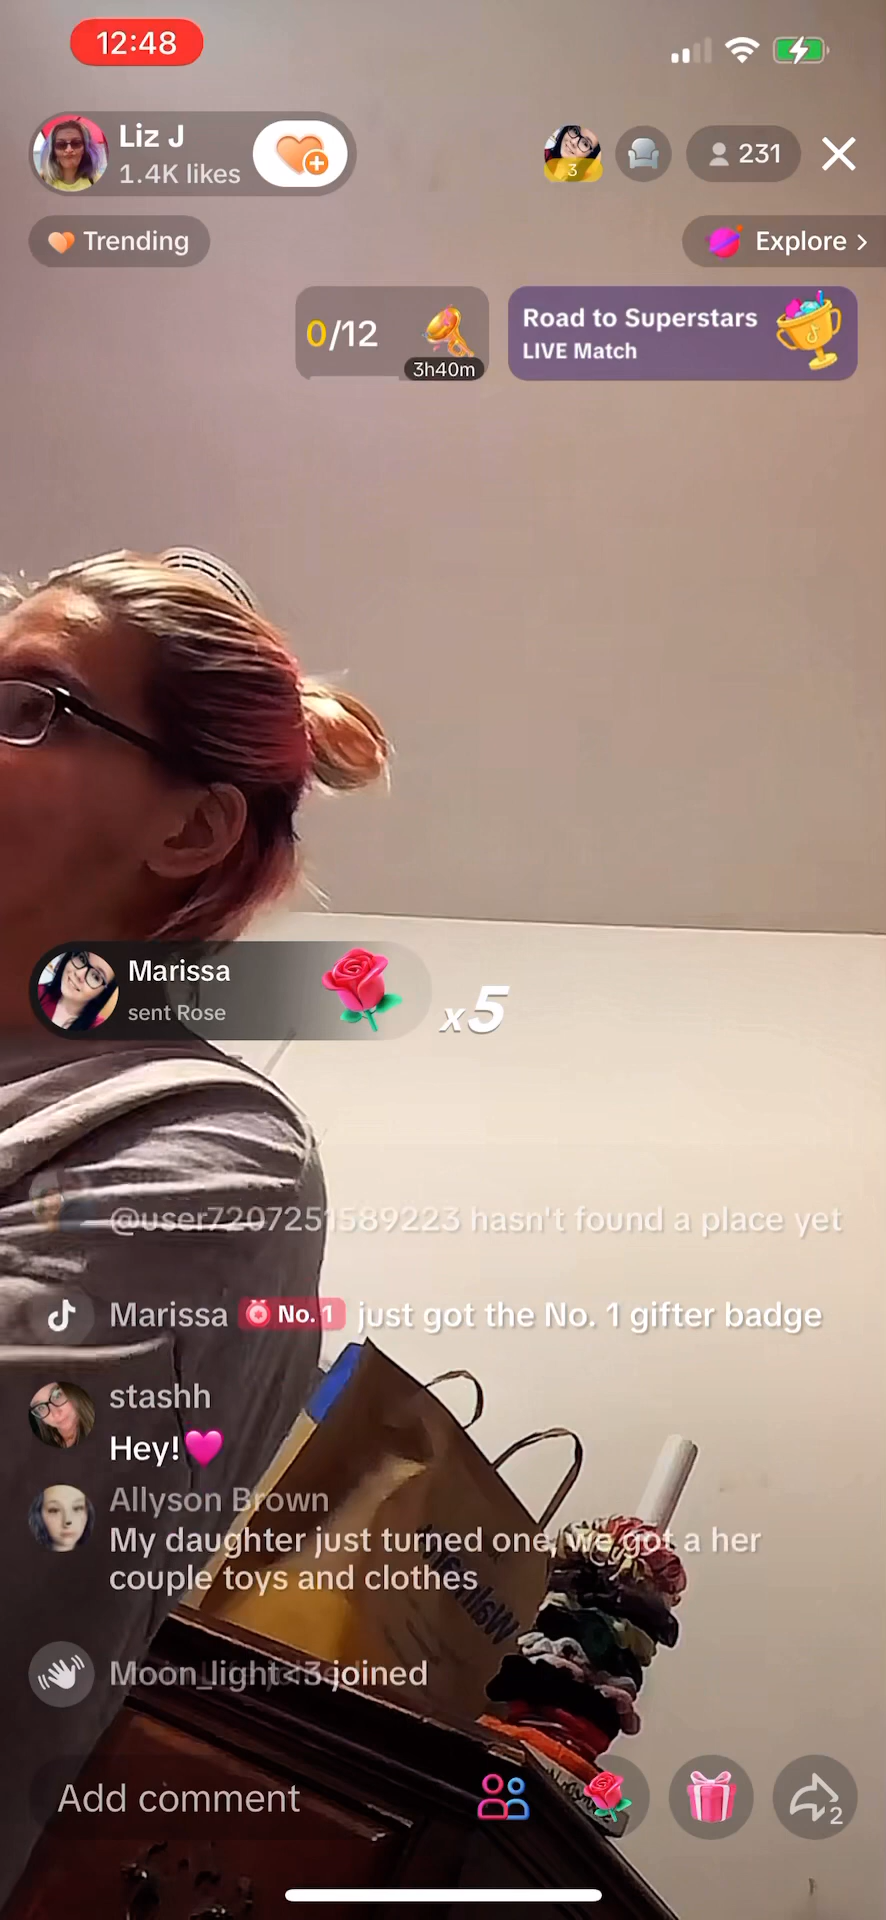 12:48
Liz J
1.4K likes
3
231
Trending
Explore >
0/12
3h40m
Road to Superstars
LIVE Match
Marissa
sent Rose
x5
@user7207251589223 hasn't found a place yet
Marissa No. 1 just got the No. 1 gifter badge
stashh
Hey!
Allyson Brown
My daughter just turned one, we got a her
couple toys and clothes
Moon_light<3 joined
Walmart
Add comment
2